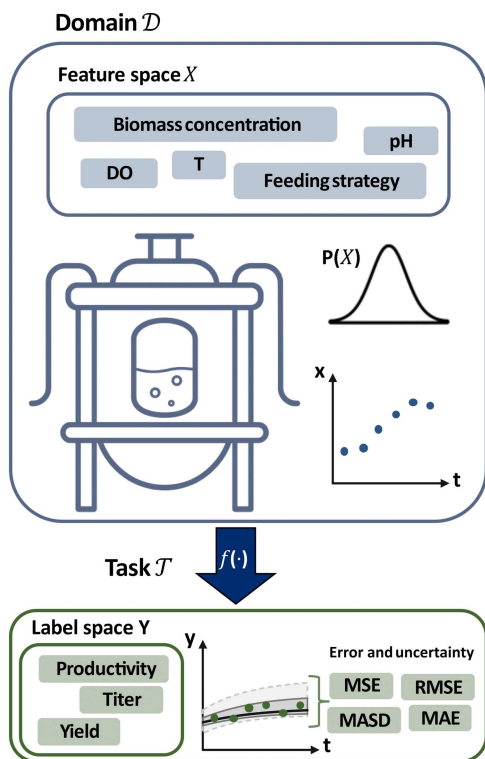 Domain 𝒟
Feature space X
Biomass concentration
pH
DO
T
Feeding strategy
P(X)
x
t
Task 𝒯
f(·)
Label space Y
Productivity
Titer
Yield
y
t
Error and uncertainty
MSE
RMSE
MASD
MAE